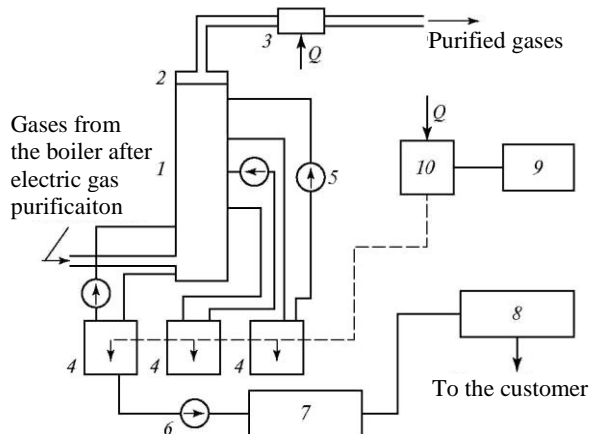 3
Q
Purified gases
2
Gases from
the boiler after
electric gas
purificaiton
1
5
Q
10
9
4
4
4
8
To the customer
6
7